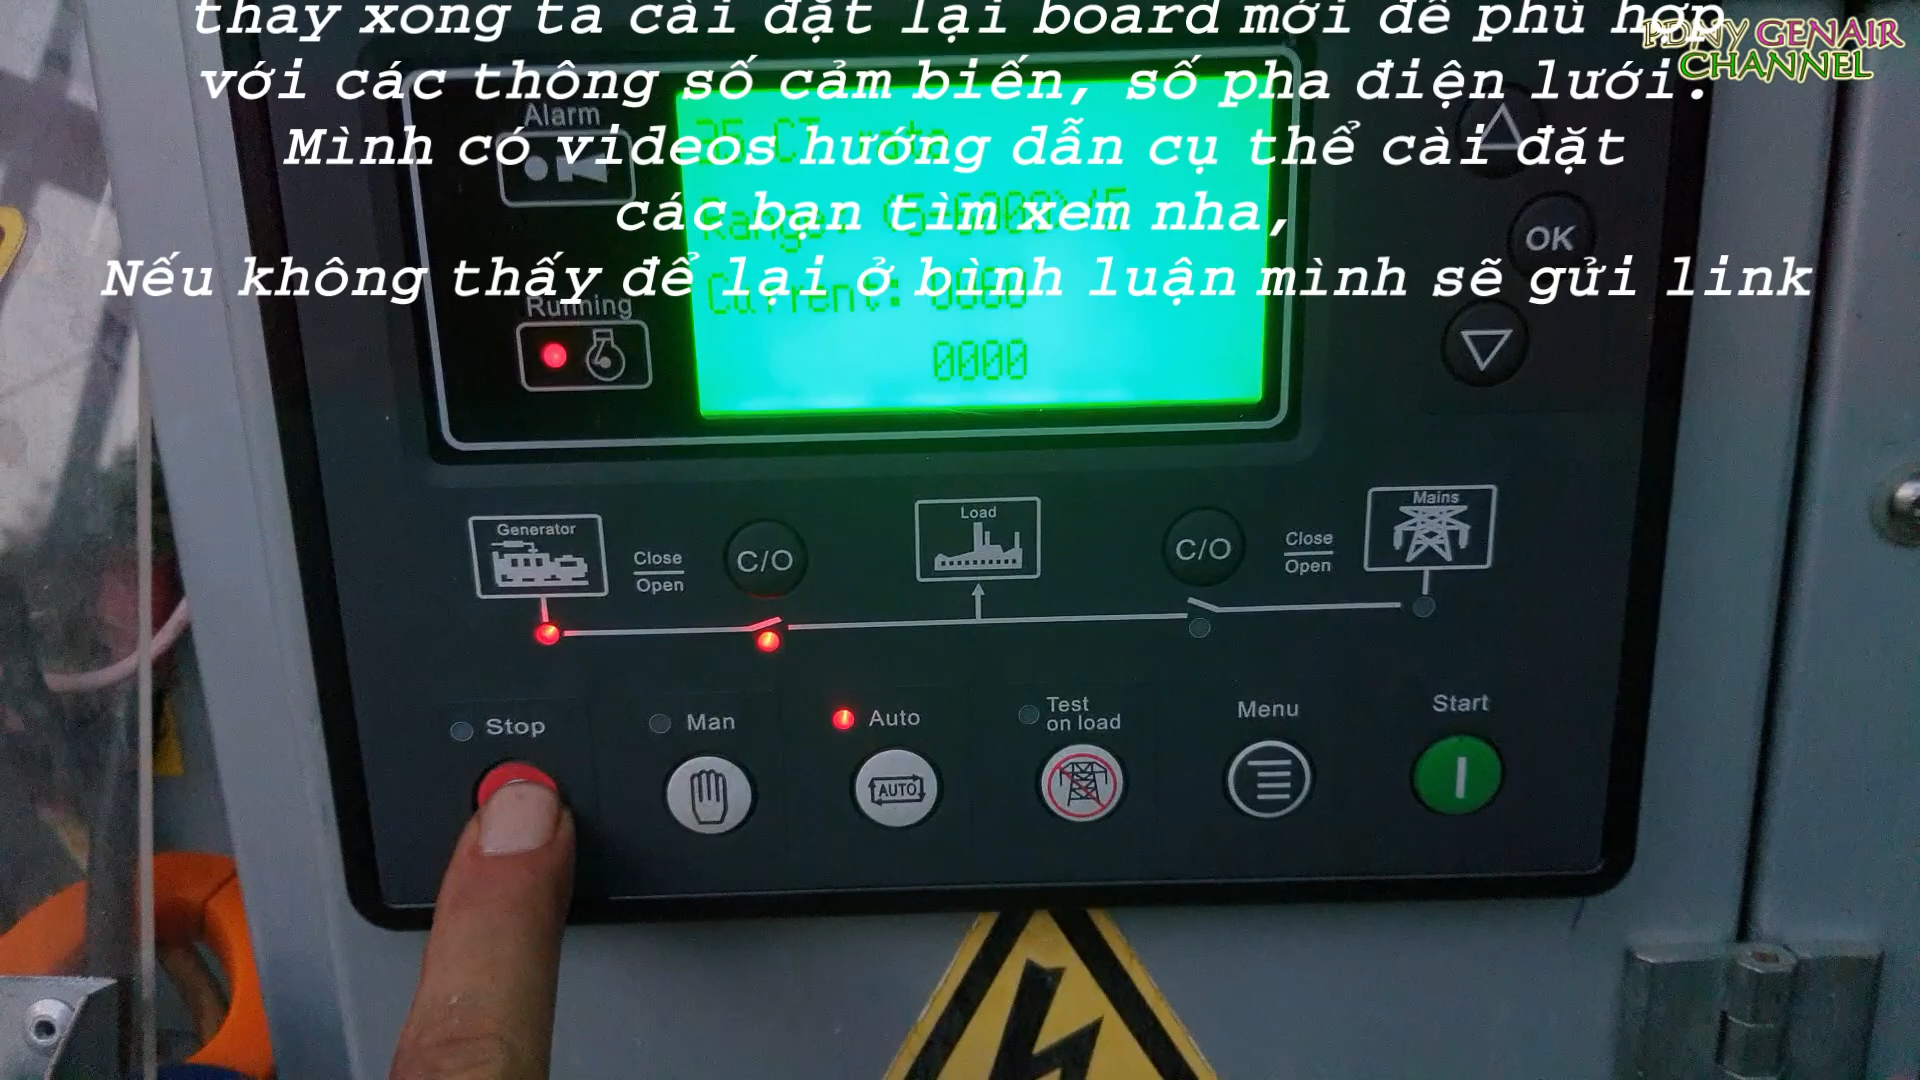 thay xong ta cài đặt lại board mới để phù hợp
PDNY GENAIR
CHANNEL
với các thông số cảm biến, số pha điện lưới.
Alarm
Mình có videos hướng dẫn cụ thể cài đặt
các bạn tìm xem nha,
OK
Nếu không thấy để lại ở bình luận mình sẽ gửi link
Current: 0000
Running
0000
Generator
Close
Open
C/O
Load
C/O
Close
Open
Mains
Stop
Man
Auto
Test
on load
Menu
Start
AUTO